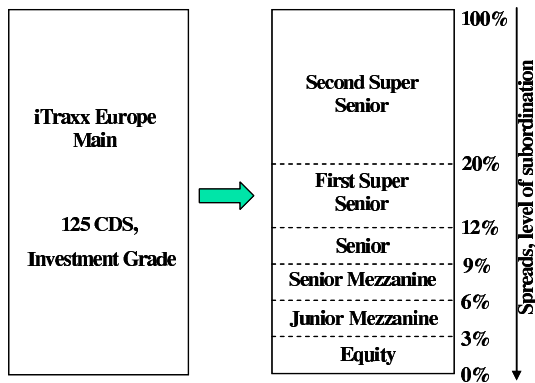 iTraxx Europe
Main
125 CDS,
Investment Grade
100%
Second Super
Senior
20%
First Super
Senior
12%
Senior
9%
Senior Mezzanine
6%
Junior Mezzanine
3%
Equity
0%
Spreads, level of subordination